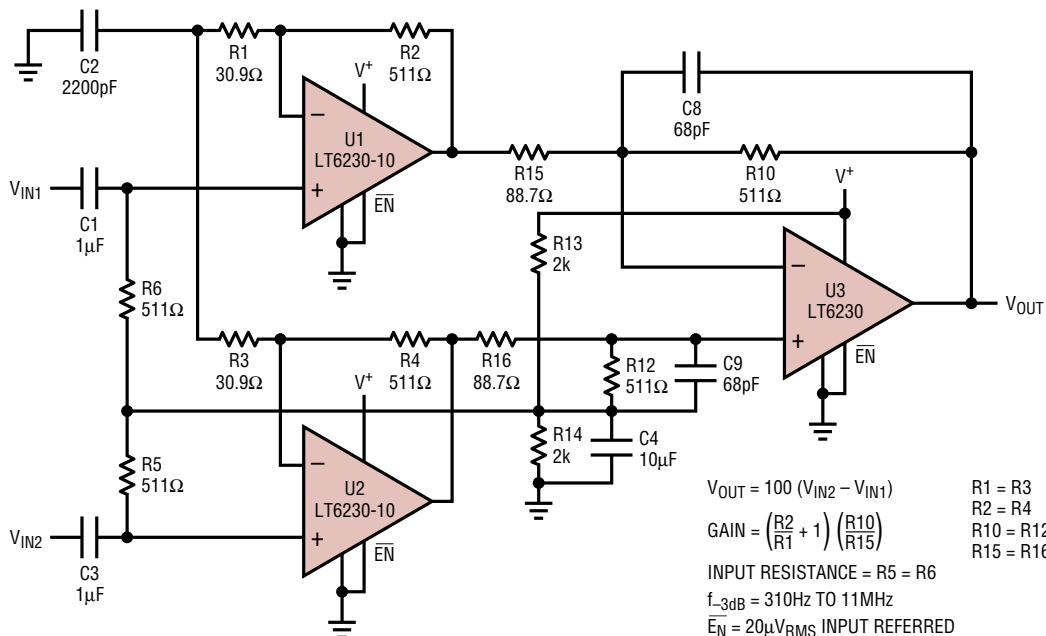 C2
2200pF
R1
30.9Ω
R2
511Ω
V+
−
U1
LT6230-10
+
EN
VIN1
C1
1µF
R15
88.7Ω
C8
68pF
R10
511Ω
V+
R13
2k
R6
511Ω
−
U3
LT6230
+
EN
VOUT
R3
30.9Ω
R4
511Ω
R16
88.7Ω
R12
511Ω
C9
68pF
V+
R5
511Ω
−
U2
LT6230-10
+
EN
R14
2k
C4
10µF
VIN2
C3
1µF
VOUT = 100 (VIN2 – VIN1)
GAIN = (R2/R1 + 1) (R10/R15)
INPUT RESISTANCE = R5 = R6
f–3dB = 310Hz TO 11MHz
EN = 20µVRMS INPUT REFERRED
R1 = R3
R2 = R4
R10 = R12
R15 = R16